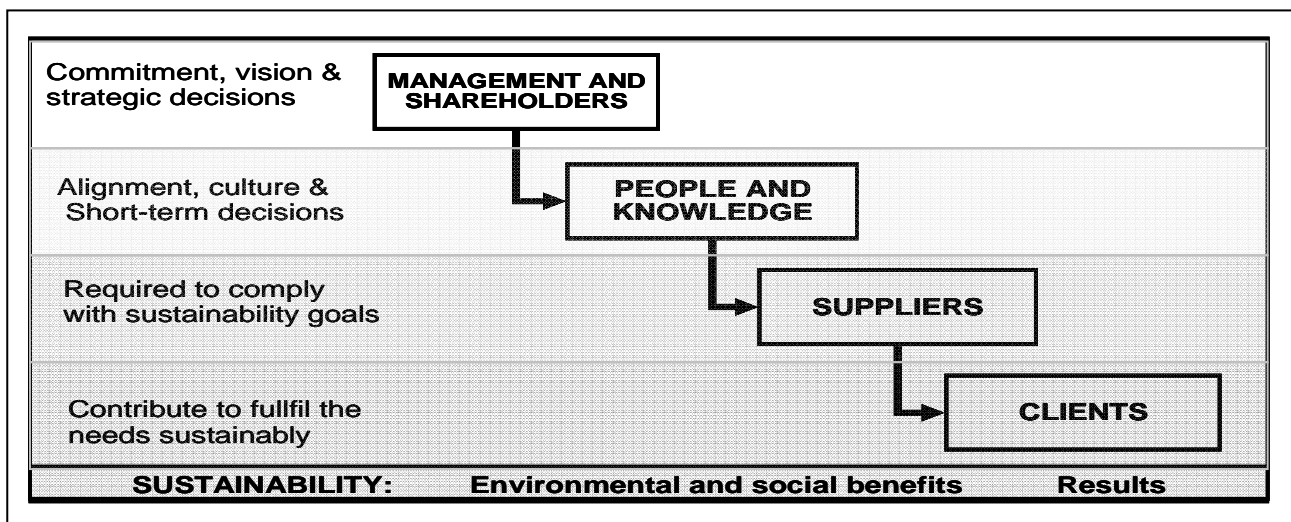 Commitment, vision &
strategic decisions
MANAGEMENT AND
SHAREHOLDERS
Alignment, culture &
Short-term decisions
PEOPLE AND
KNOWLEDGE
Required to comply
with sustainability goals
SUPPLIERS
Contribute to fullfil the
needs sustainably
CLIENTS
SUSTAINABILITY: Environmental and social benefits Results